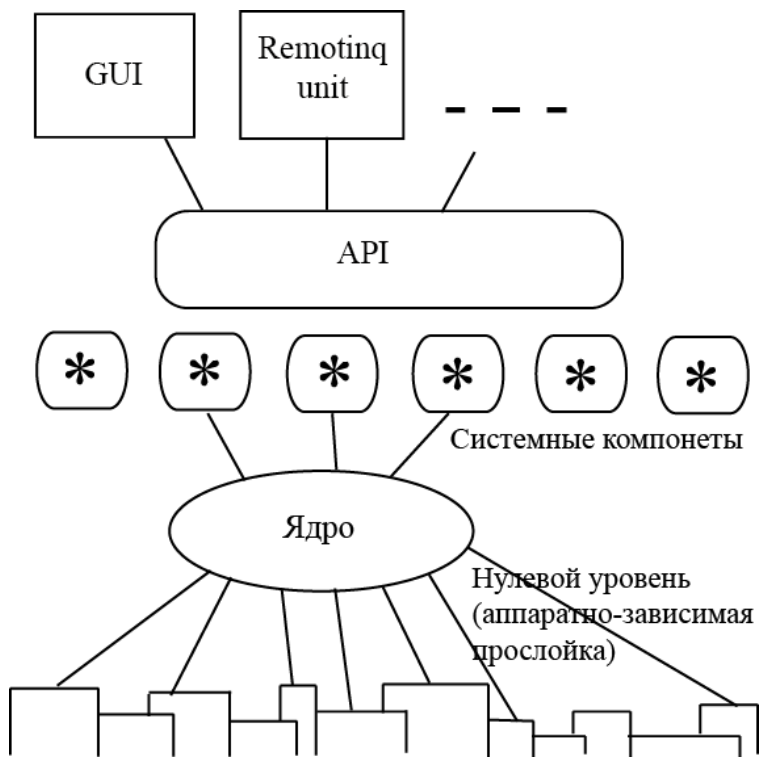 GUI
Remotinq
unit
API
* * * * * *
Системные компонеты
Ядро
Нулевой уровень
(аппаратно-зависимая
прослойка)